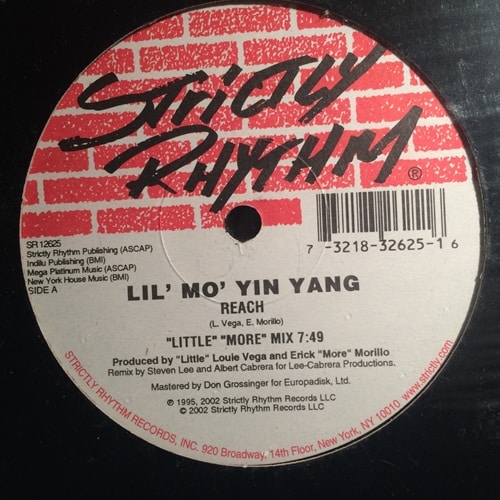 STRICTLY
RHYTHM®
SR 12625
Strictly Rhythm Publishing (ASCAP)
Indilu Publishing (BMI)
Mega Platinum Music (ASCAP)
New York House Music (BMI)
SIDE A
7 -3218-32625-1 6
LIL' MO' YIN YANG
REACH
(L. Vega, E. Morillo)
"LITTLE" "MORE" MIX 7:49
Produced by "Little" Louie Vega and Erick "More" Morillo
Remix by Steven Lee and Albert Cabrera for Lee-Cabrera Productions.
Mastered by Don Grossinger for Europadisk, Ltd.
℗ 1995, 2002 Strictly Rhythm Records LLC
© 2002 Strictly Rhythm Records LLC
STRICTLY RHYTHM RECORDS, INC. 920 Broadway, 14th Floor, New York, NY 10010 www.strictly.com